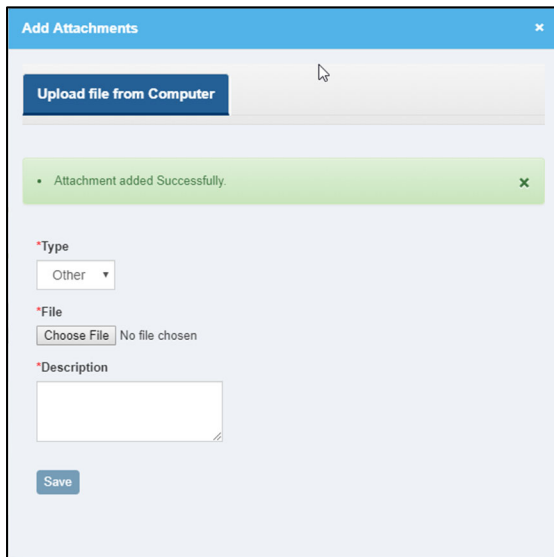 Add Attachments ×
Upload file from Computer
• Attachment added Successfully. ×
*Type
Other ▼
*File
Choose File No file chosen
*Description
Save